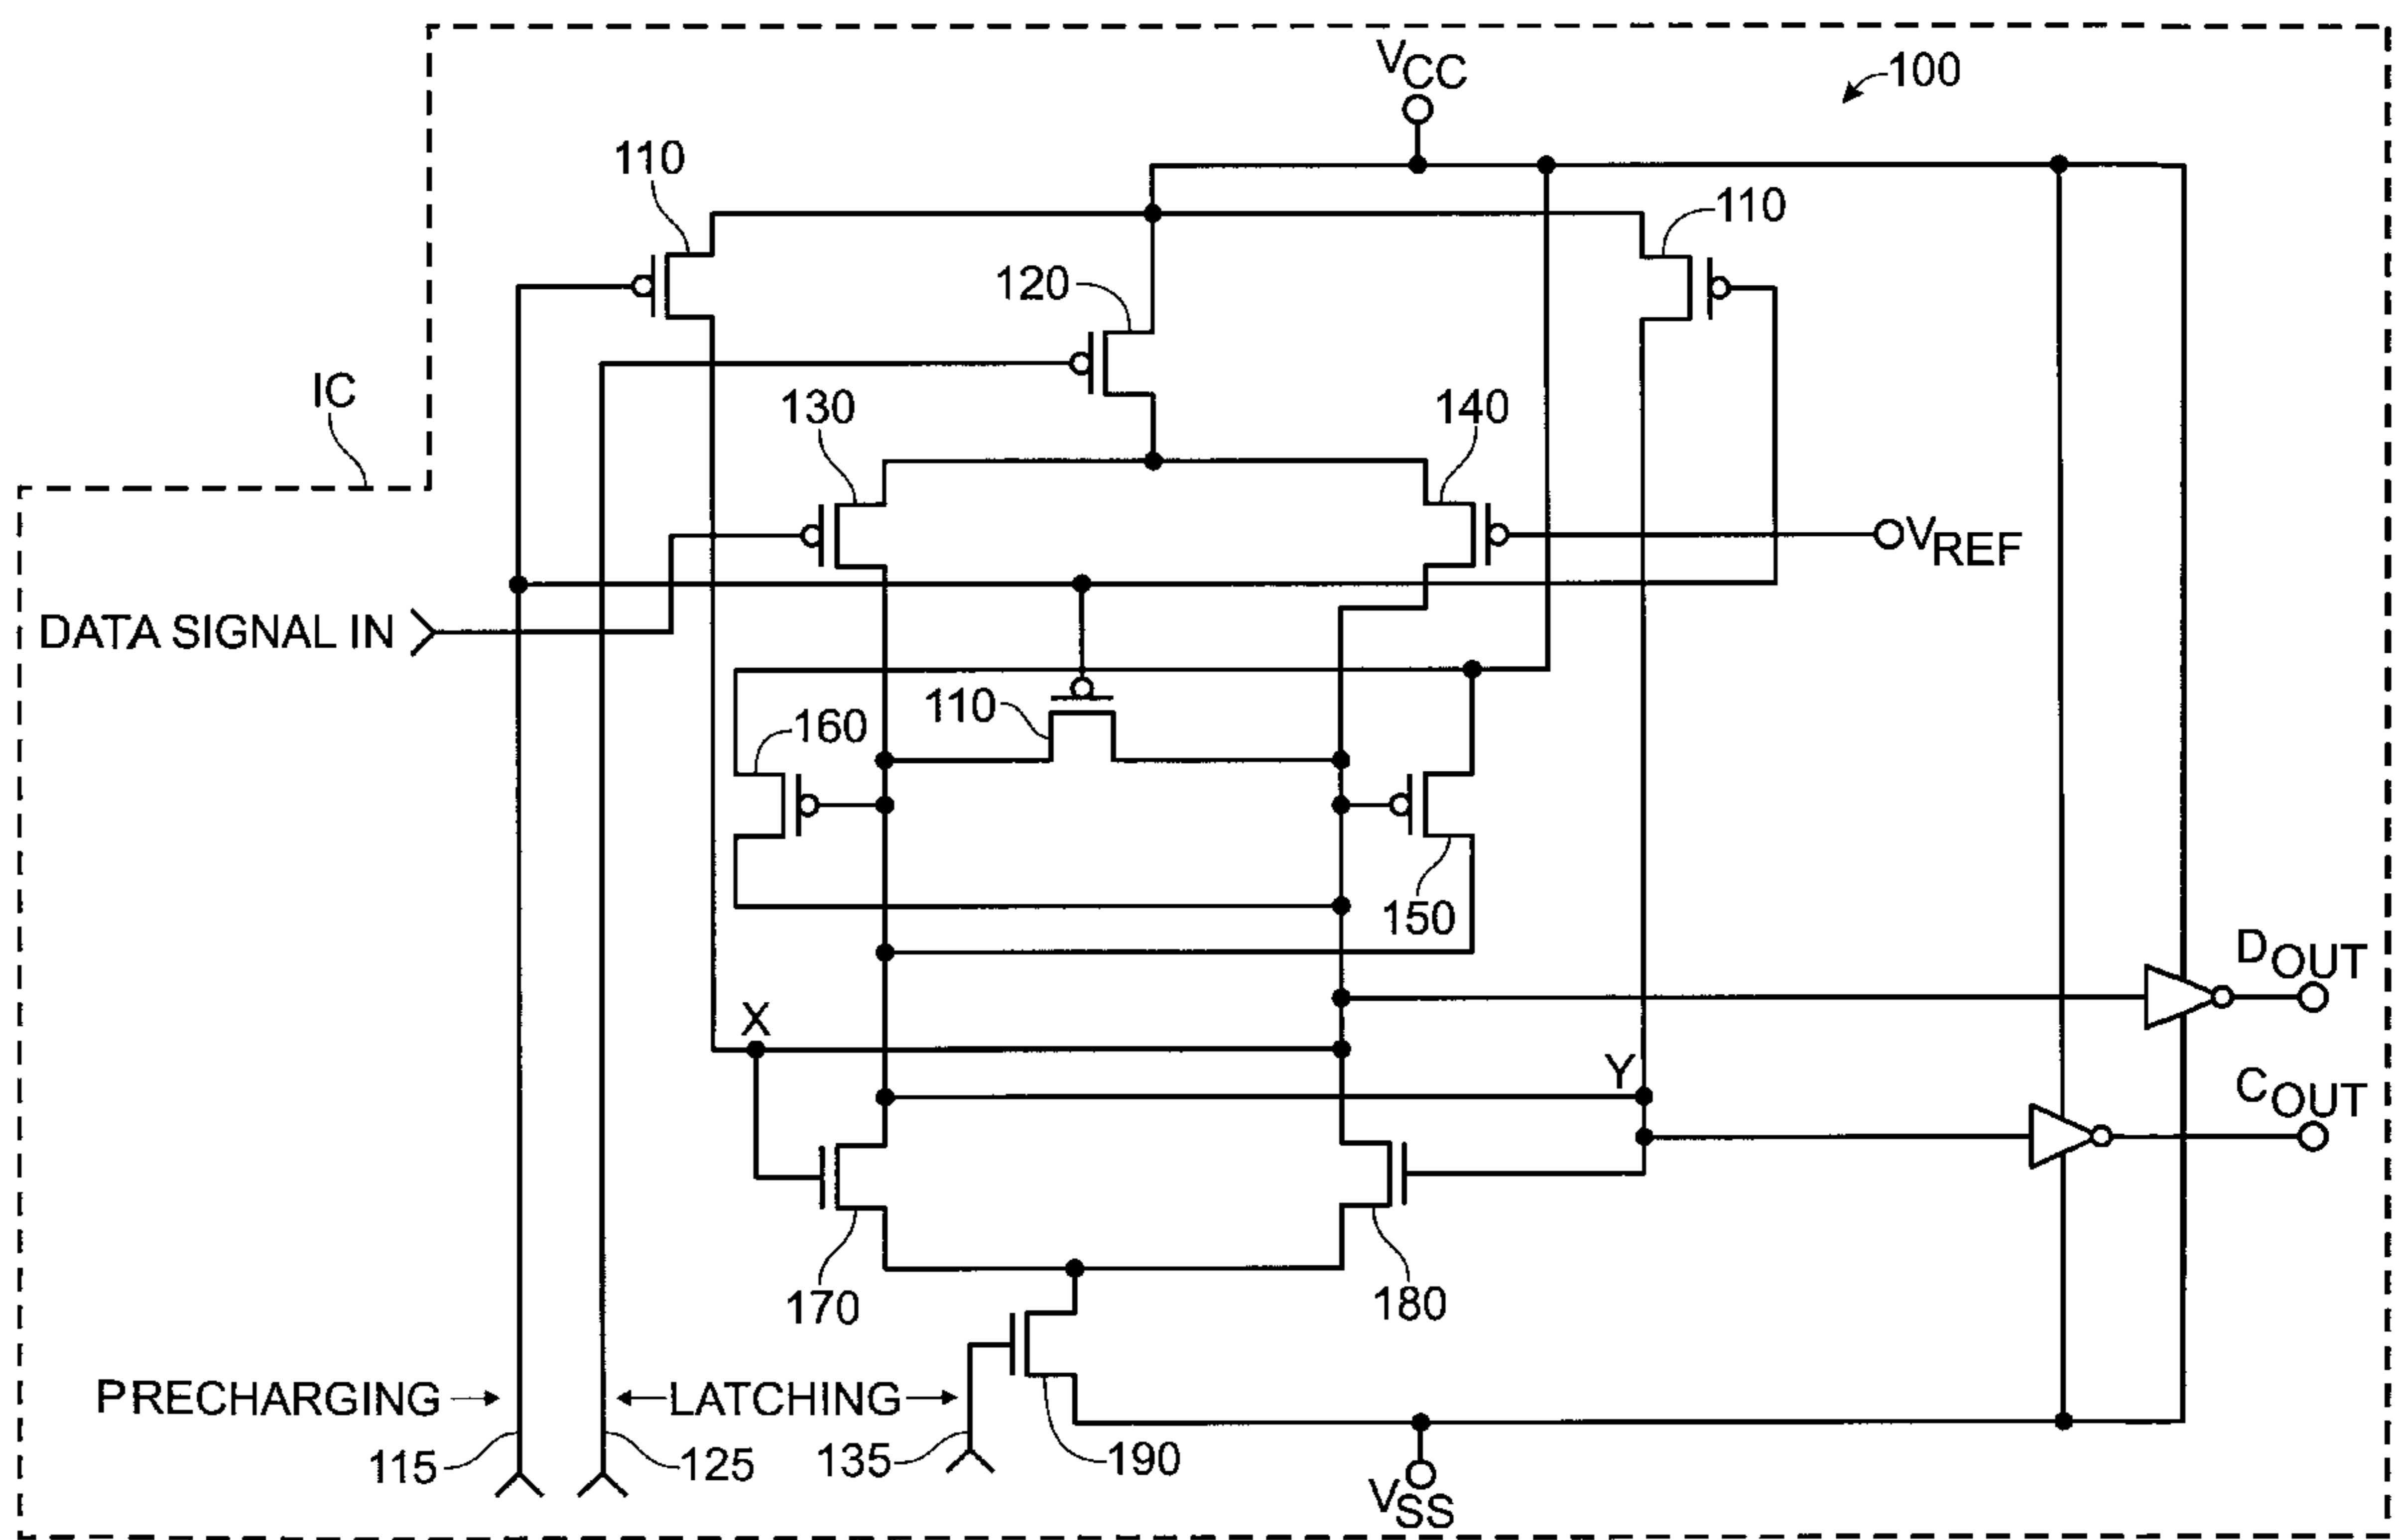 VCC
100
110
110
120
IC
130
140
VREF
DATA SIGNAL IN
110
160
150
DOUT
X
Y
COUT
170
180
PRECHARGING
LATCHING
115
125
135
190
VSS